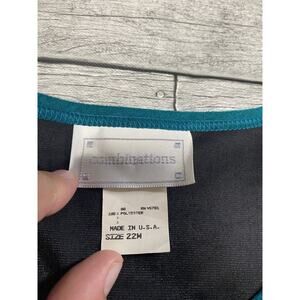 combinations
100% POLYESTER
MADE IN U.S.A.
SIZE 22W